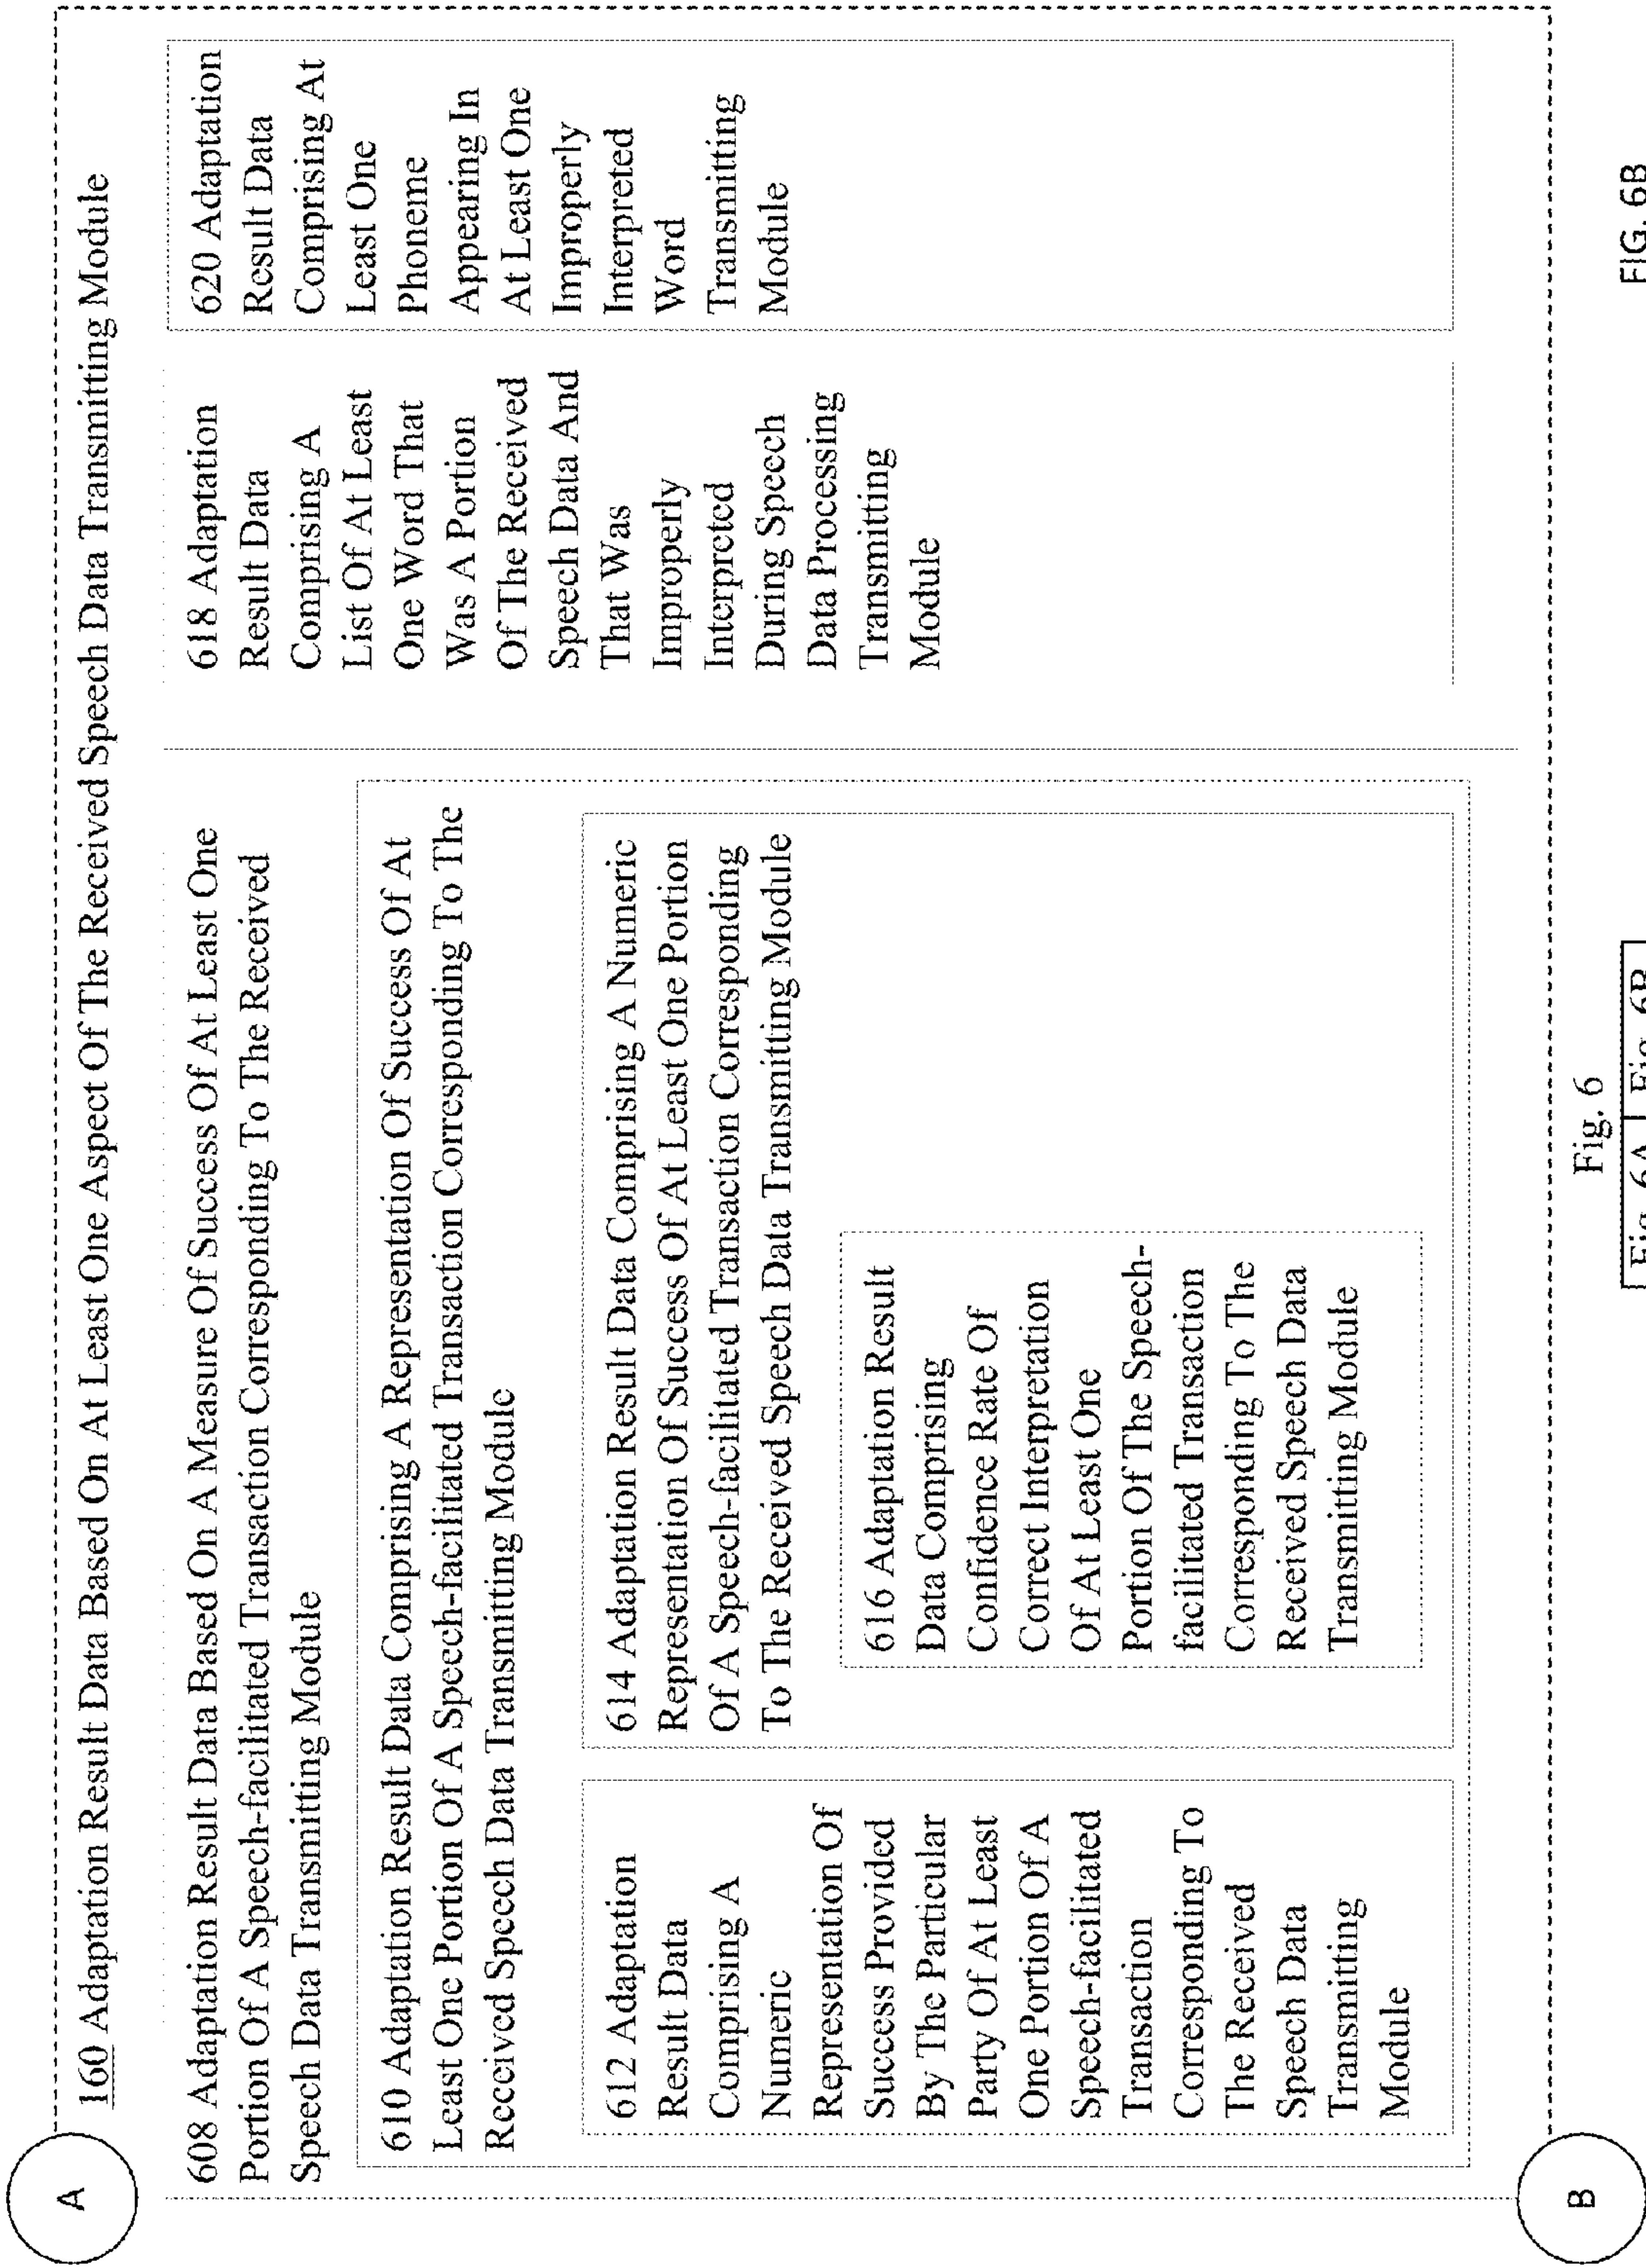 A
160 Adaptation Result Data Based On At Least One Aspect Of The Received Speech Data Transmitting Module
608 Adaptation Result Data Based On A Measure Of Success Of At Least One
Portion Of A Speech-facilitated Transaction Corresponding To The Received
Speech Data Transmitting Module
610 Adaptation Result Data Comprising A Representation Of Success Of At
Least One Portion Of A Speech-facilitated Transaction Corresponding To The
Received Speech Data Transmitting Module
612 Adaptation
Result Data
Comprising A
Numeric
Representation Of
Success Provided
By The Particular
Party Of At Least
One Portion Of A
Speech-facilitated
Transaction
Corresponding To
The Received
Speech Data
Transmitting
Module
614 Adaptation Result Data Comprising A Numeric
Representation Of Success Of At Least One Portion
Of A Speech-facilitated Transaction Corresponding
To The Received Speech Data Transmitting Module
616 Adaptation Result
Data Comprising
Confidence Rate Of
Correct Interpretation
Of At Least One
Portion Of The Speech-
facilitated Transaction
Corresponding To The
Received Speech Data
Transmitting Module
618 Adaptation
Result Data
Comprising A
List Of At Least
One Word That
Was A Portion
Of The Received
Speech Data And
That Was
Improperly
Interpreted
During Speech
Data Processing
Transmitting
Module
620 Adaptation
Result Data
Comprising At
Least One
Phoneme
Appearing In
At Least One
Improperly
Interpreted
Word
Transmitting
Module
B
Fig. 6
Fig. 6A Fig. 6B
FIG. 6B